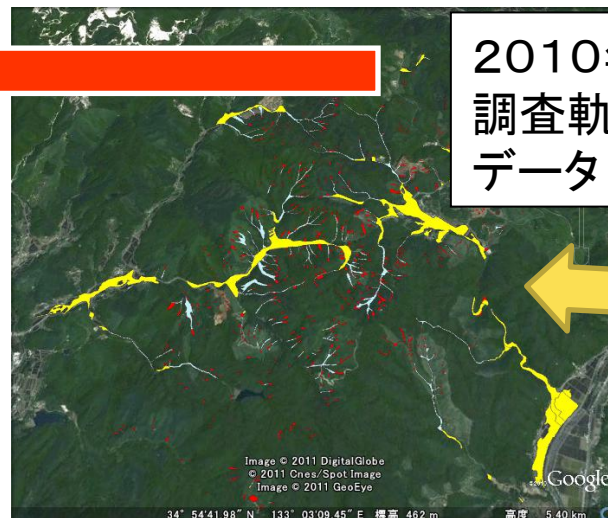 2010
調査軌
データ
Image © 2011 DigitalGlobe
© 2011 Cnes/Spot Image
Image © 2011 GeoEye
Google
34° 54'41.98" N 133° 03'09.45" E 標高 462 m 高度 5.40 km